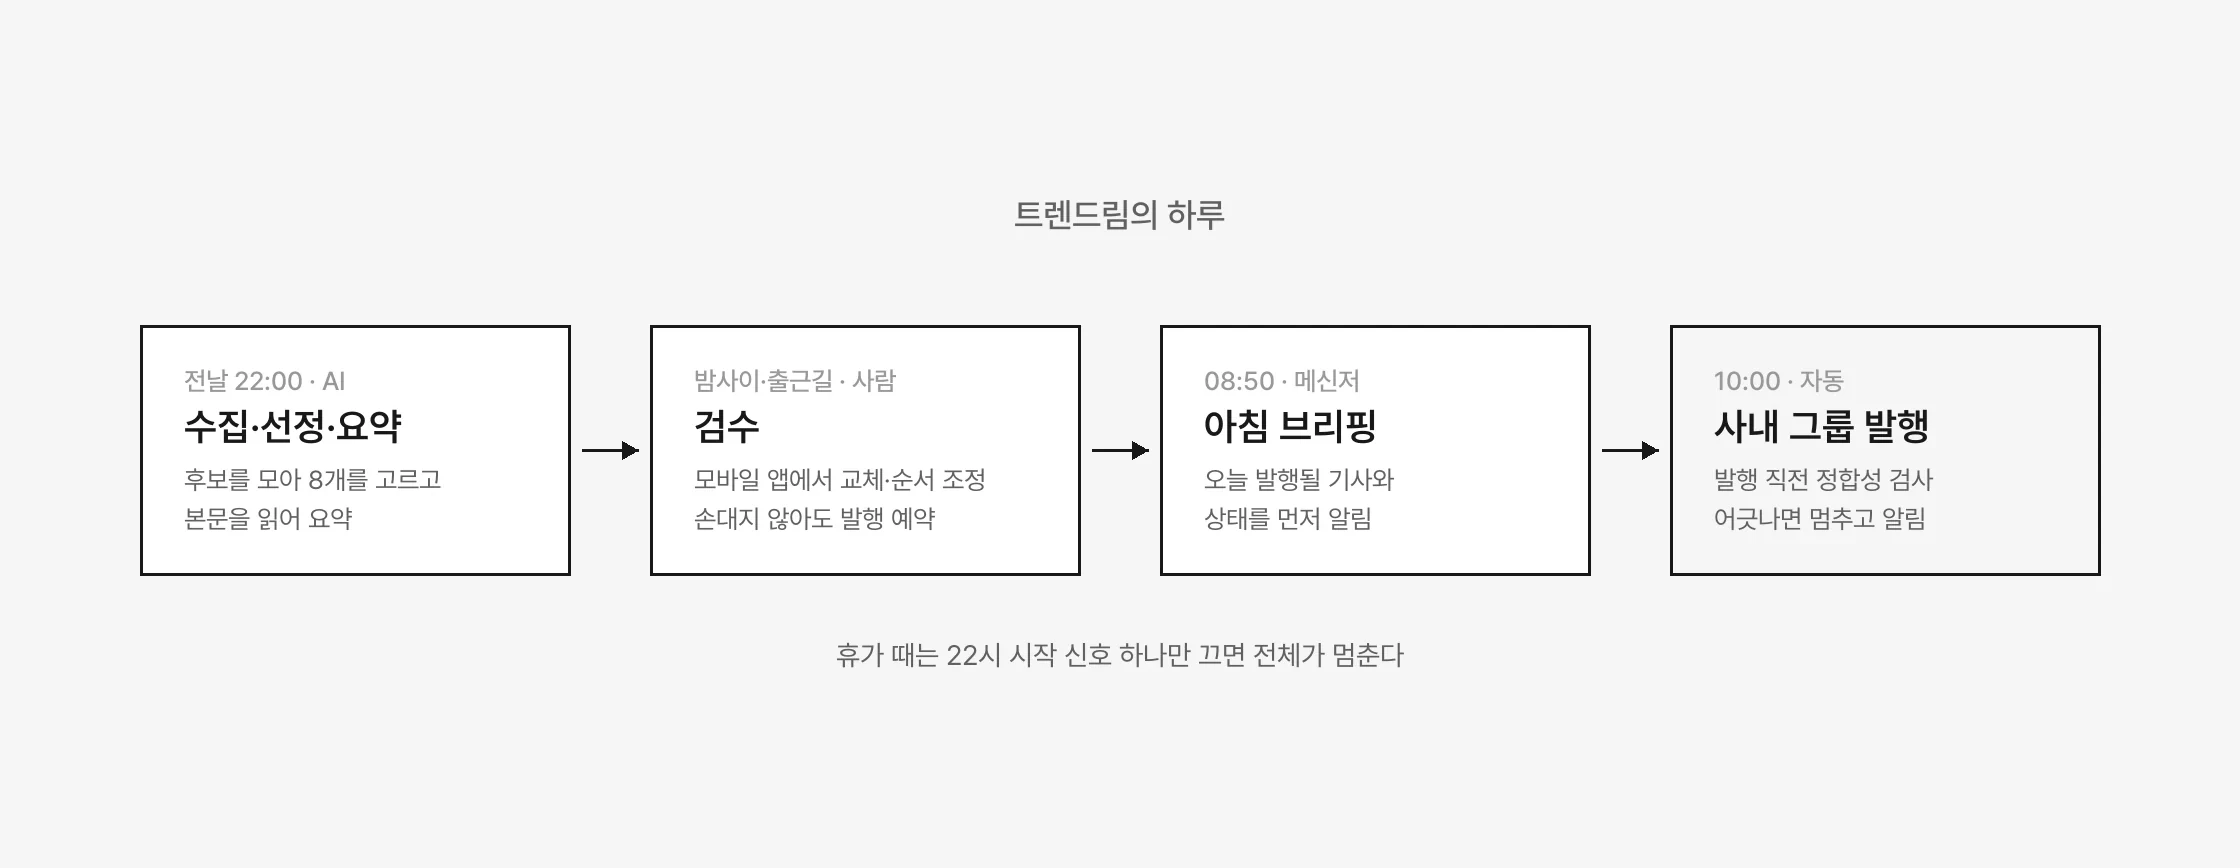 트렌드림의 하루
전날 22:00 · AI
수집·선정·요약
후보를 모아 8개를 고르고
본문을 읽어 요약
밤사이·출근길 · 사람
검수
모바일 앱에서 교체·순서 조정
손대지 않아도 발행 예약
08:50 · 메신저
아침 브리핑
오늘 발행될 기사와
상태를 먼저 알림
10:00 · 자동
사내 그룹 발행
발행 직전 정합성 검사
어긋나면 멈추고 알림
휴가 때는 22시 시작 신호 하나만 끄면 전체가 멈춘다